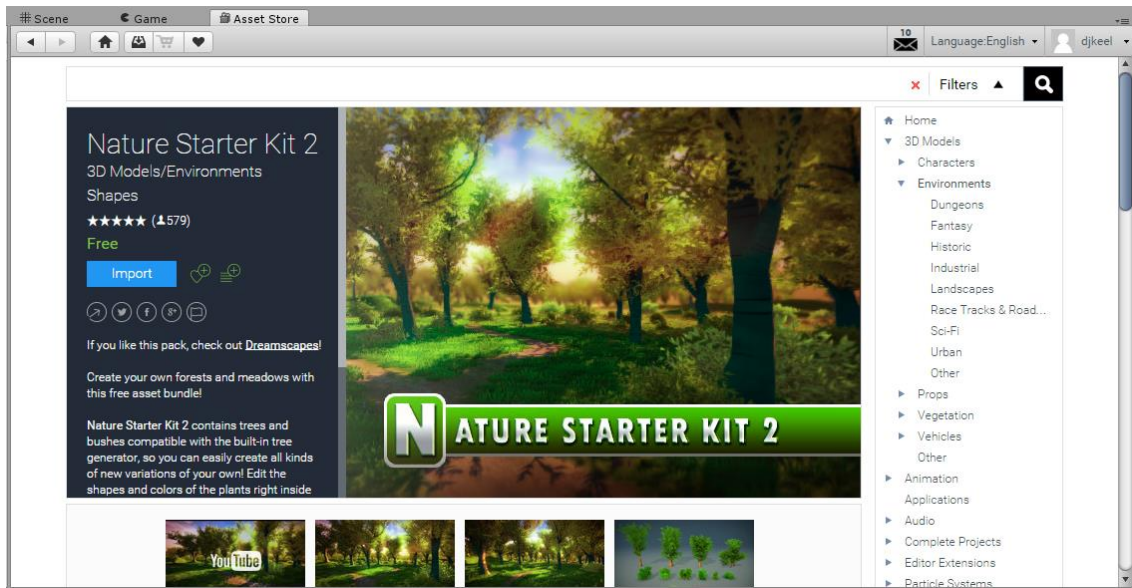 Scene
Game
Asset Store
10
Language:English
djkeel
Filters
Nature Starter Kit 2
3D Models/Environments
Shapes
★★★★★ (579)
Free
Import
If you like this pack, check out Dreamscapes!
Create your own forests and meadows with
this free asset bundle!
Nature Starter Kit 2 contains trees and
bushes compatible with the built-in tree
generator, so you can easily create all kinds
of new variations of your own! Edit the
shapes and colors of the plants right inside
NATURE STARTER KIT 2
YouTube
Home
3D Models
Characters
Environments
Dungeons
Fantasy
Historic
Industrial
Landscapes
Race Tracks & Road...
Sci-Fi
Urban
Other
Props
Vegetation
Vehicles
Other
Animation
Applications
Audio
Complete Projects
Editor Extensions
Particle Systems